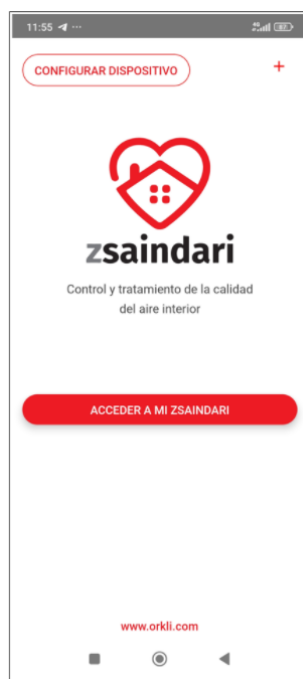 11:55
CONFIGURAR DISPOSITIVO
+
zsaindari
Control y tratamiento de la calidad
del aire interior
ACCEDER A MI ZSAINDARI
www.orkli.com